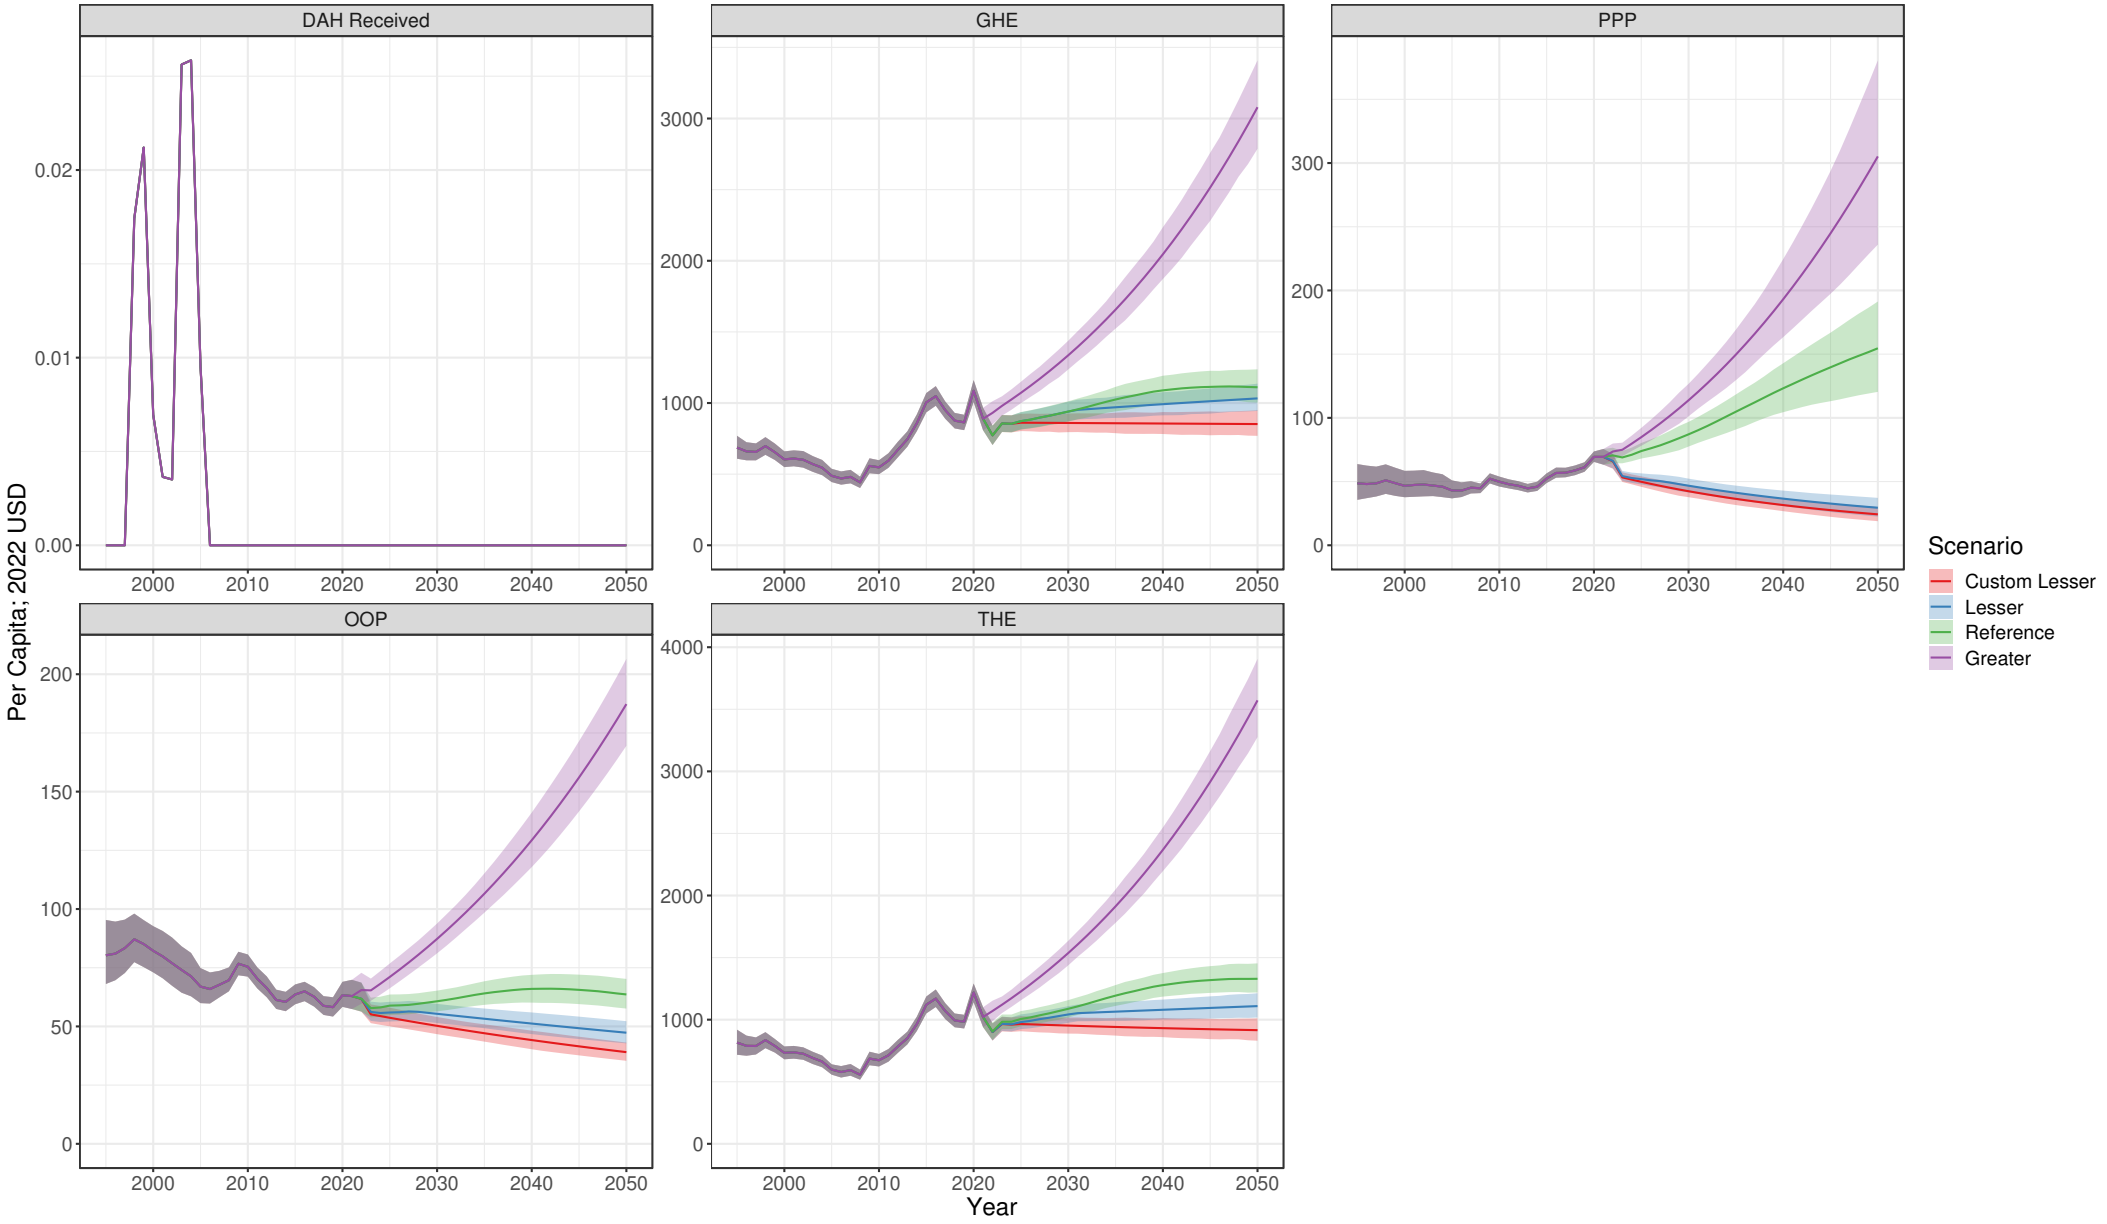 DAH Received
GHE
PPP
0.02
0.01
0.00
3000
2000
1000
0
300
200
100
0
2000 2010 2020 2030 2040 2050
2000 2010 2020 2030 2040 2050
2000 2010 2020 2030 2040 2050
Per Capita; 2022 USD
OOP
THE
200
150
100
50
0
4000
3000
2000
1000
0
2000 2010 2020 2030 2040 2050
2000 2010 2020 2030 2040 2050
Year
Scenario
Custom Lesser
Lesser
Reference
Greater